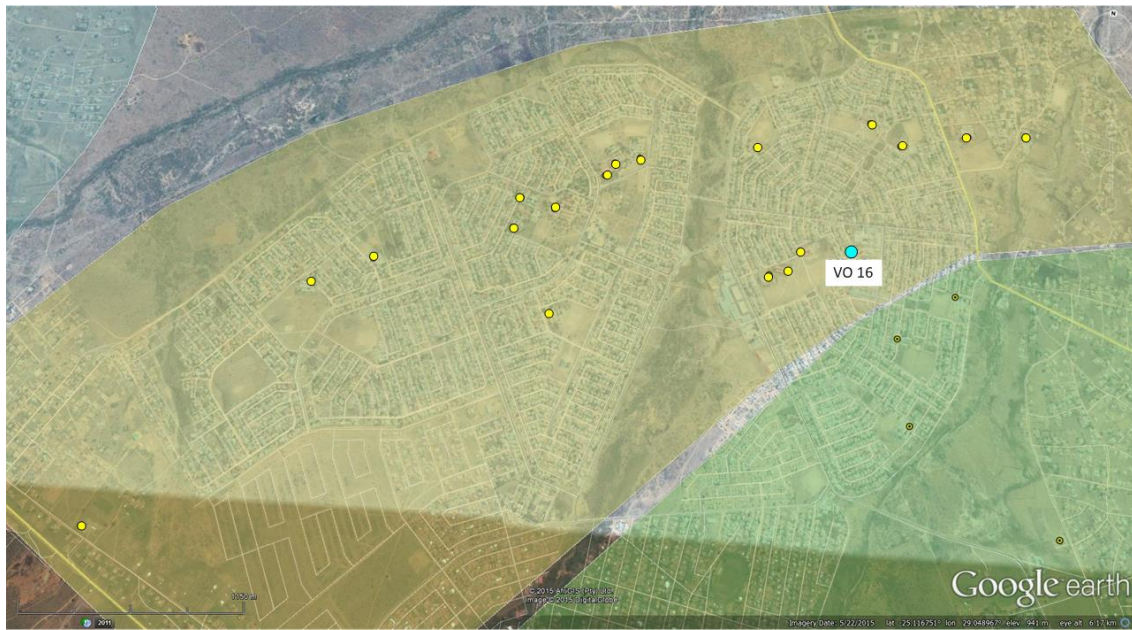 N
VO 16
© 2015 AfriGIS (Pty) Ltd.
Image © 2015 DigitalGlobe
Google earth
2011
Imagery Date: 5/22/2015 lat -25.116751° lon 29.048967° elev 941 m eye alt 6.17 km